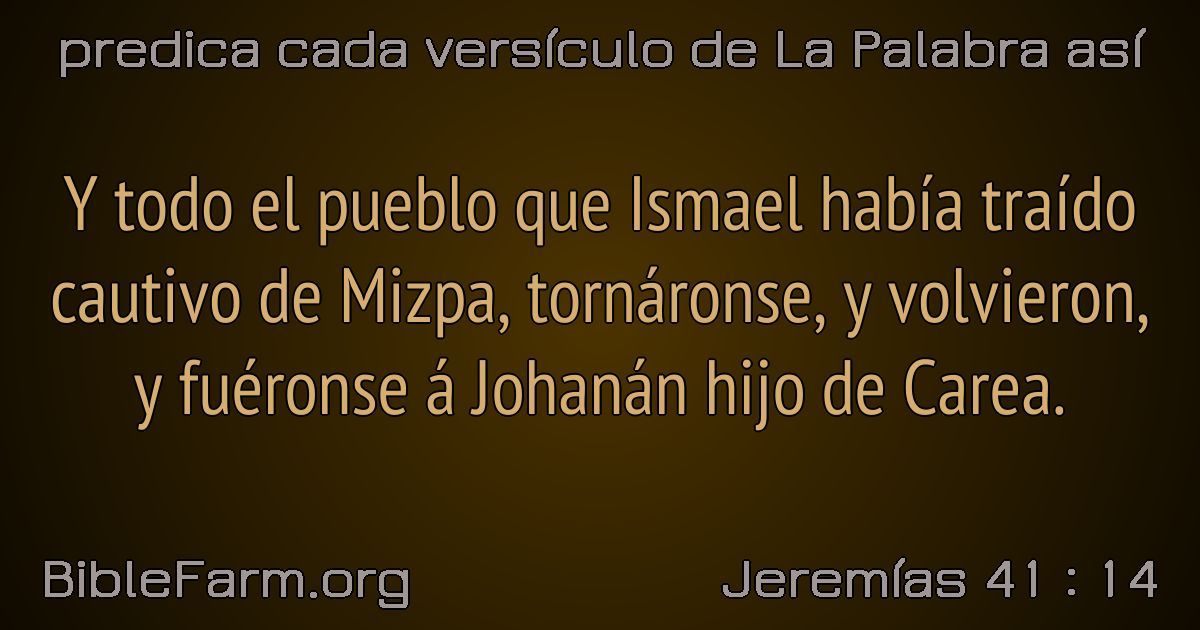 predica cada versículo de La Palabra así
Y todo el pueblo que Ismael había traído
cautivo de Mizpa, tornáronse, y volvieron,
y fuéronse á Johanán hijo de Carea.
BibleFarm.org
Jeremías 41 : 14